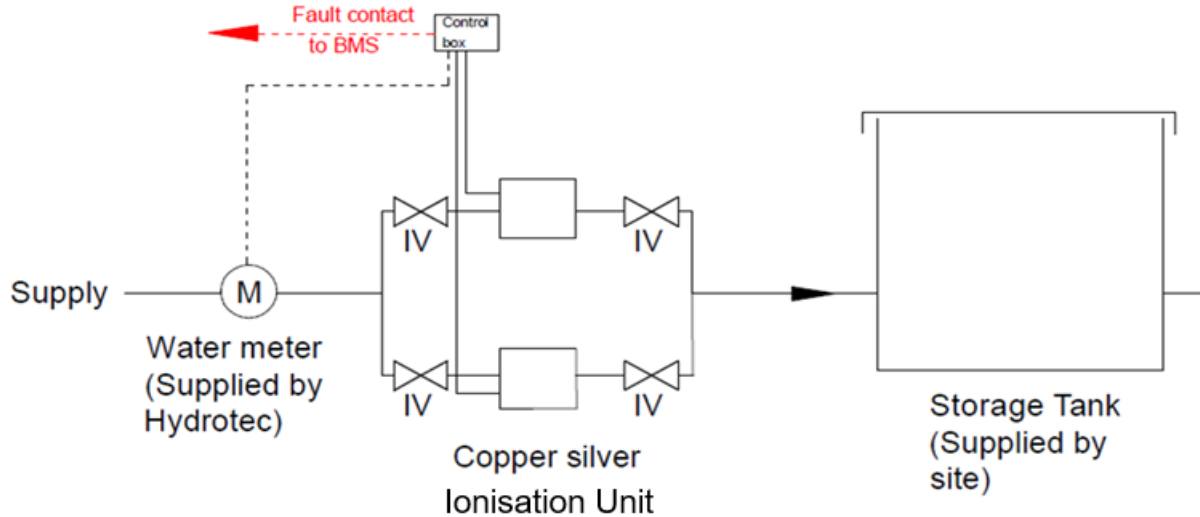 Fault contact
to BMS
Control
box
IV
IV
Supply
M
Water meter
(Supplied by
Hydrotec)
IV
IV
Copper silver
Ionisation Unit
Storage Tank
(Supplied by
site)